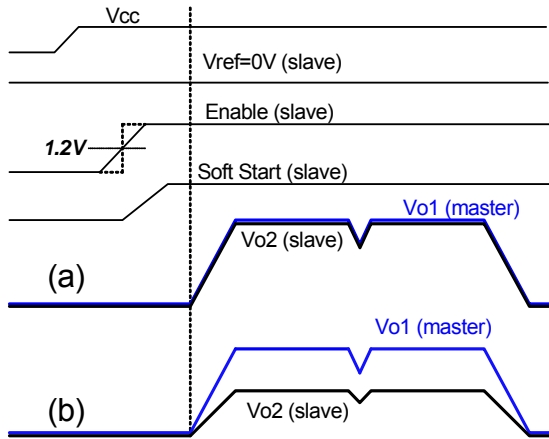 Vcc
Vref=0V (slave)
Enable (slave)
1.2V
Soft Start (slave)
Vo1 (master)
Vo2 (slave)
(a)
Vo1 (master)
(b)
Vo2 (slave)